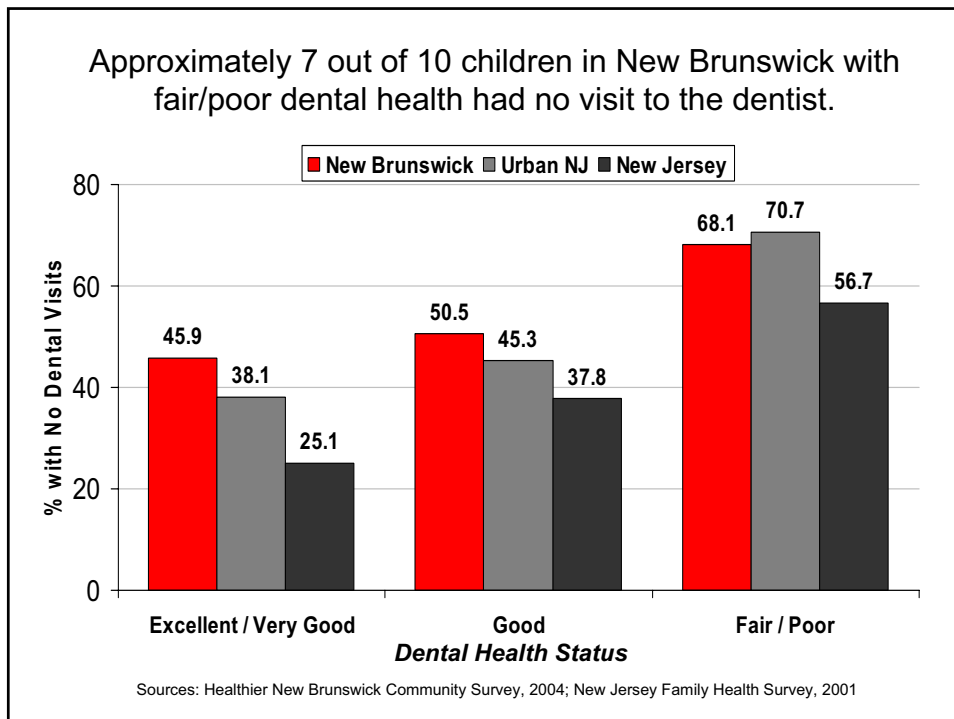 Approximately 7 out of 10 children in New Brunswick with
fair/poor dental health had no visit to the dentist.
New Brunswick Urban NJ New Jersey
% with No Dental Visits
80
60
40
20
0
45.9
38.1
25.1
50.5
45.3
37.8
68.1
70.7
56.7
Excellent / Very Good Good Fair / Poor
Dental Health Status
Sources: Healthier New Brunswick Community Survey, 2004; New Jersey Family Health Survey, 2001